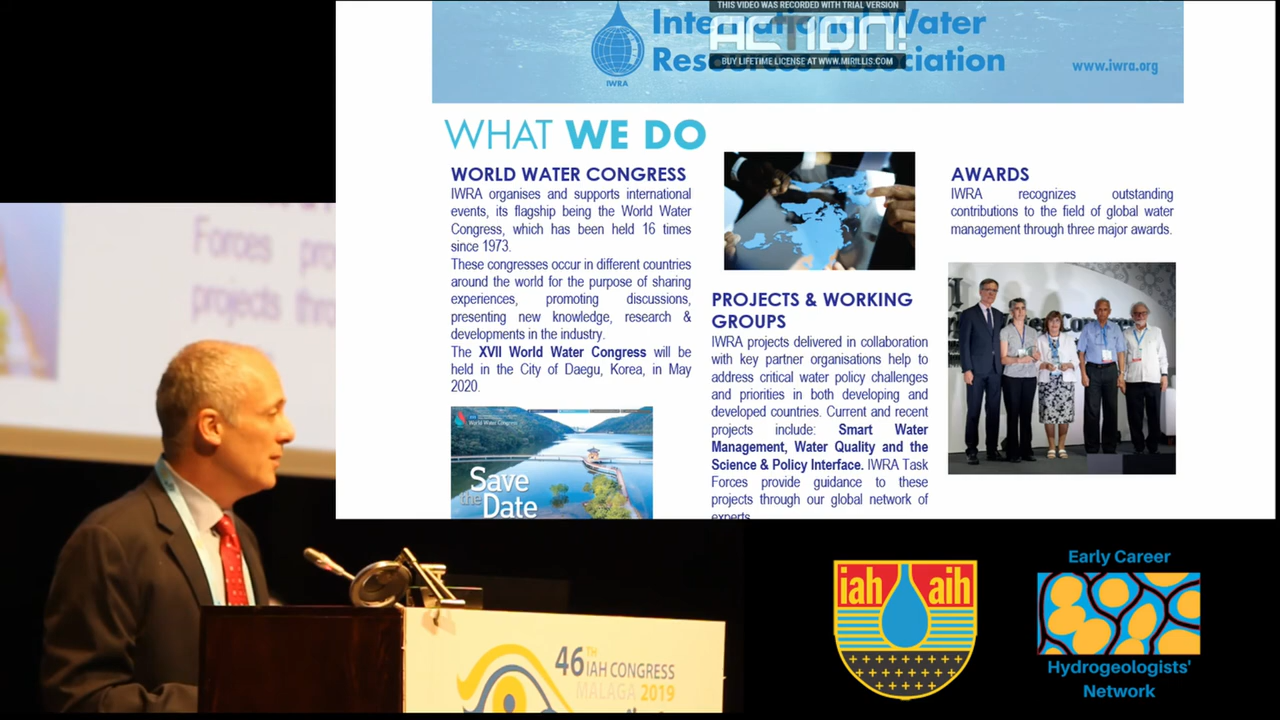 THIS VIDEO WAS RECORDED WITH TRIAL VERSION
ACTION!
BUY LIFETIME LICENSE AT WWW.MIRILLIS.COM
International Water
Resources Association
IWRA
www.iwra.org
WHAT WE DO
WORLD WATER CONGRESS
IWRA organises and supports international
events, its flagship being the World Water
Congress, which has been held 16 times
since 1973.
These congresses occur in different countries
around the world for the purpose of sharing
experiences, promoting discussions,
presenting new knowledge, research &
developments in the industry.
The XVII World Water Congress will be
held in the City of Daegu, Korea, in May
2020.
World Water Congress
Save
the Date
PROJECTS & WORKING
GROUPS
IWRA projects delivered in collaboration
with key partner organisations help to
address critical water policy challenges
and priorities in both developing and
developed countries. Current and recent
projects include: Smart Water
Management, Water Quality and the
Science & Policy Interface. IWRA Task
Forces provide guidance to these
projects through our global network of
experts
AWARDS
IWRA recognizes outstanding
contributions to the field of global water
management through three major awards.
Forces
projects
46TH
IAH CONGRESS
MALAGA 2019
iah aih
Early Career
Hydrogeologists'
Network